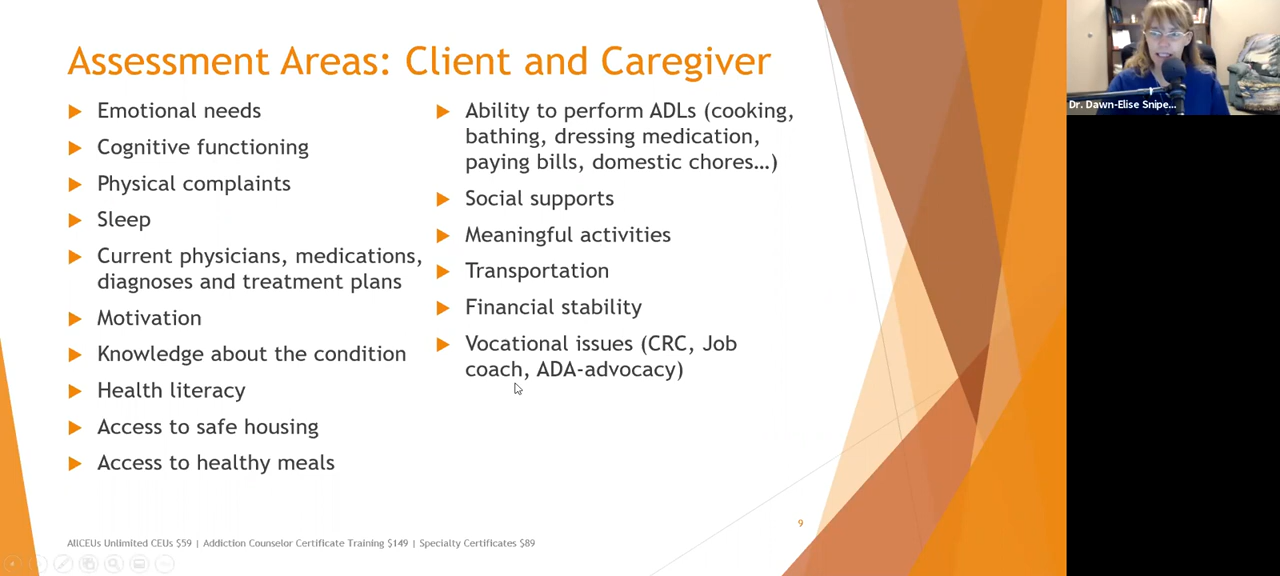 Assessment Areas: Client and Caregiver
Emotional needs
Cognitive functioning
Physical complaints
Sleep
Current physicians, medications,
diagnoses and treatment plans
Motivation
Knowledge about the condition
Health literacy
Access to safe housing
Access to healthy meals
Ability to perform ADLs (cooking,
bathing, dressing medication,
paying bills, domestic chores…)
Social supports
Meaningful activities
Transportation
Financial stability
Vocational issues (CRC, Job
coach, ADA-advocacy)
9
AllCEUs Unlimited CEUs $59 | Addiction Counselor Certificate Training $149 | Specialty Certificates $89
Dr. Dawn-Elise Snipe...